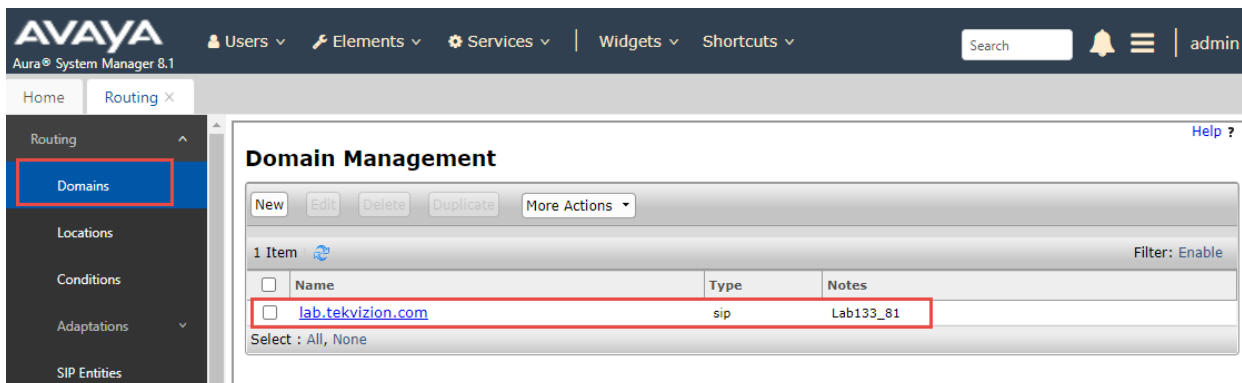 AVAYA
Aura® System Manager 8.1
Users Elements Services | Widgets Shortcuts Search admin
Home Routing ×
Routing
Domains
Locations
Conditions
Adaptations
SIP Entities
Help ?
Domain Management
New Edit Delete Duplicate More Actions
1 Item Filter: Enable
Name Type Notes
lab.tekvizion.com sip Lab133_81
Select : All, None